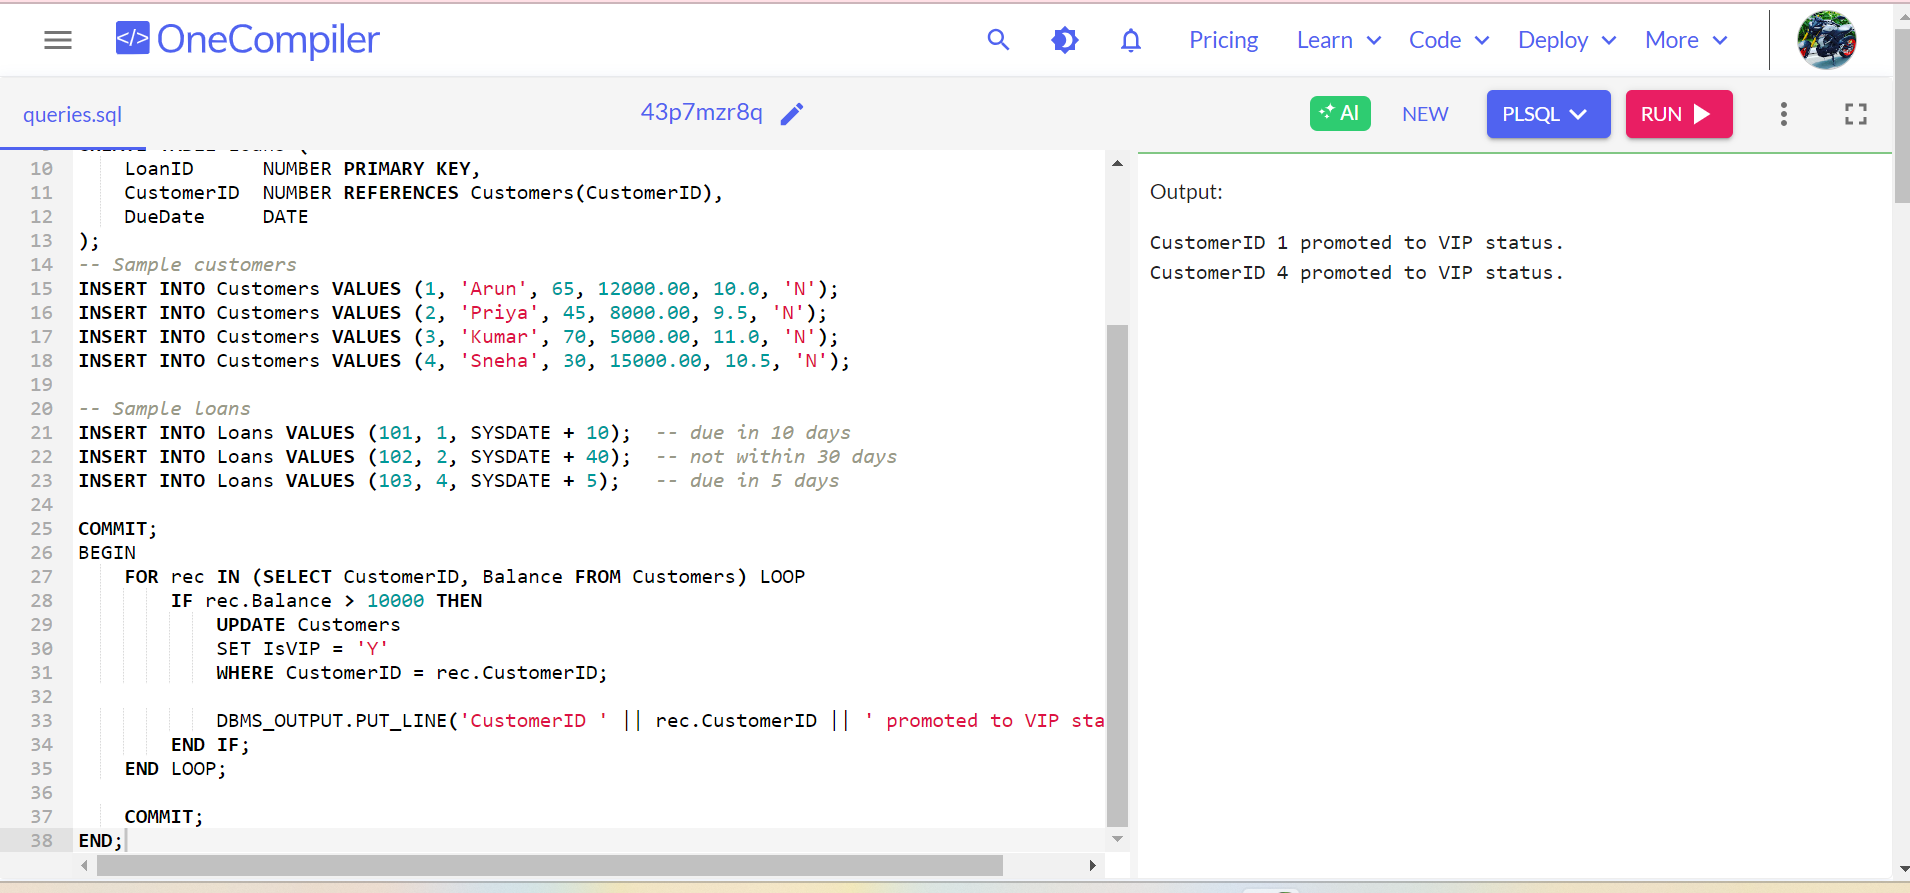 </> OneCompiler
Pricing Learn Code Deploy More
queries.sql
43p7mzr8q
AI NEW PLSQL RUN
10 LoanID NUMBER PRIMARY KEY,
11 CustomerID NUMBER REFERENCES Customers(CustomerID),
12 DueDate DATE
13 );
14 -- Sample customers
15 INSERT INTO Customers VALUES (1, 'Arun', 65, 12000.00, 10.0, 'N');
16 INSERT INTO Customers VALUES (2, 'Priya', 45, 8000.00, 9.5, 'N');
17 INSERT INTO Customers VALUES (3, 'Kumar', 70, 5000.00, 11.0, 'N');
18 INSERT INTO Customers VALUES (4, 'Sneha', 30, 15000.00, 10.5, 'N');
19
20 -- Sample loans
21 INSERT INTO Loans VALUES (101, 1, SYSDATE + 10); -- due in 10 days
22 INSERT INTO Loans VALUES (102, 2, SYSDATE + 40); -- not within 30 days
23 INSERT INTO Loans VALUES (103, 4, SYSDATE + 5); -- due in 5 days
24
25 COMMIT;
26 BEGIN
27 FOR rec IN (SELECT CustomerID, Balance FROM Customers) LOOP
28 IF rec.Balance > 10000 THEN
29 UPDATE Customers
30 SET IsVIP = 'Y'
31 WHERE CustomerID = rec.CustomerID;
32
33 DBMS_OUTPUT.PUT_LINE('CustomerID ' || rec.CustomerID || ' promoted to VIP sta
34 END IF;
35 END LOOP;
36
37 COMMIT;
38 END;
Output:
CustomerID 1 promoted to VIP status.
CustomerID 4 promoted to VIP status.